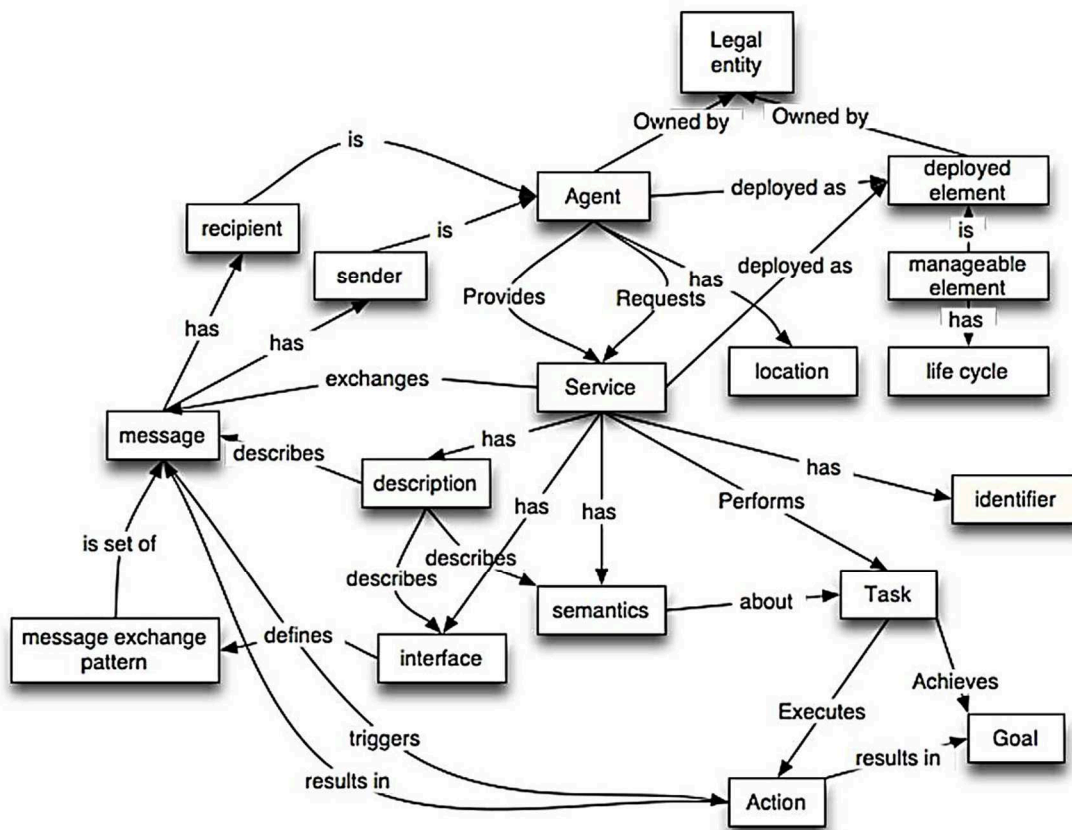 Legal
entity
Owned by
Owned by
is
Agent
deployed as
deployed
element
recipient
is
is
sender
deployed as
manageable
element
Provides
Requests
has
has
has
has
exchanges
Service
location
life cycle
message
describes
has
description
has
identifier
Performs
has
has
is set of
describes
describes
semantics
about
Task
message exchange
pattern
defines
interface
Achieves
Executes
triggers
Goal
results in
results in
Action